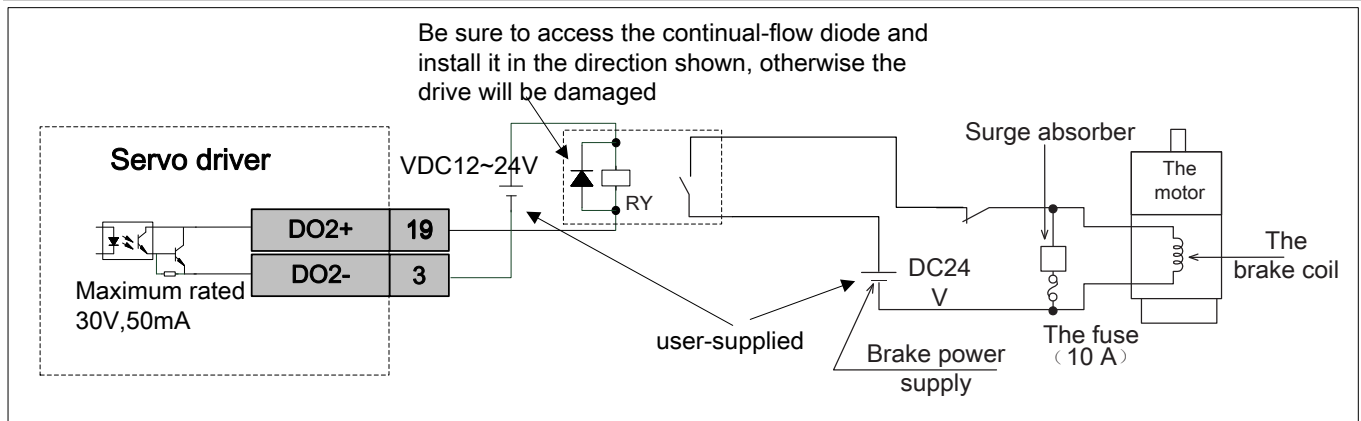 Be sure to access the continual-flow diode and
install it in the direction shown, otherwise the
drive will be damaged
Servo driver
VDC12~24V
RY
Surge absorber
The
motor
DO2+ 19
DO2- 3
Maximum rated
30V,50mA
DC24
V
The
brake coil
user-supplied
The fuse
（10 A）
Brake power
supply